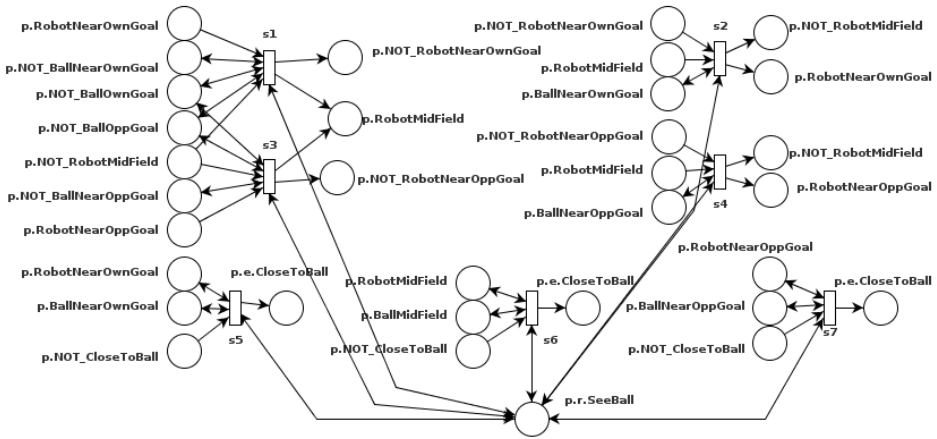 p.RobotNearOwnGoal
p.NOT_BallNearOwnGoal
p.NOT_BallOwnGoal
p.NOT_BallOppGoal
p.NOT_RobotMidField
p.NOT_BallNearOppGoal
p.RobotNearOppGoal
s1
s3
p.NOT_RobotNearOwnGoal
p.RobotMidField
p.NOT_RobotNearOppGoal
p.NOT_RobotNearOwnGoal
p.RobotMidField
p.BallNearOwnGoal
s2
p.NOT_RobotMidField
p.RobotNearOwnGoal
p.NOT_RobotNearOppGoal
p.RobotMidField
p.BallNearOppGoal
s4
p.NOT_RobotMidField
p.RobotNearOppGoal
p.RobotNearOwnGoal
p.BallNearOwnGoal
p.NOT_CloseToBall
s5
p.e.CloseToBall
p.RobotMidField
p.BallMidField
p.NOT_CloseToBall
s6
p.e.CloseToBall
p.RobotNearOppGoal
p.BallNearOppGoal
p.NOT_CloseToBall
s7
p.e.CloseToBall
p.r.SeeBall